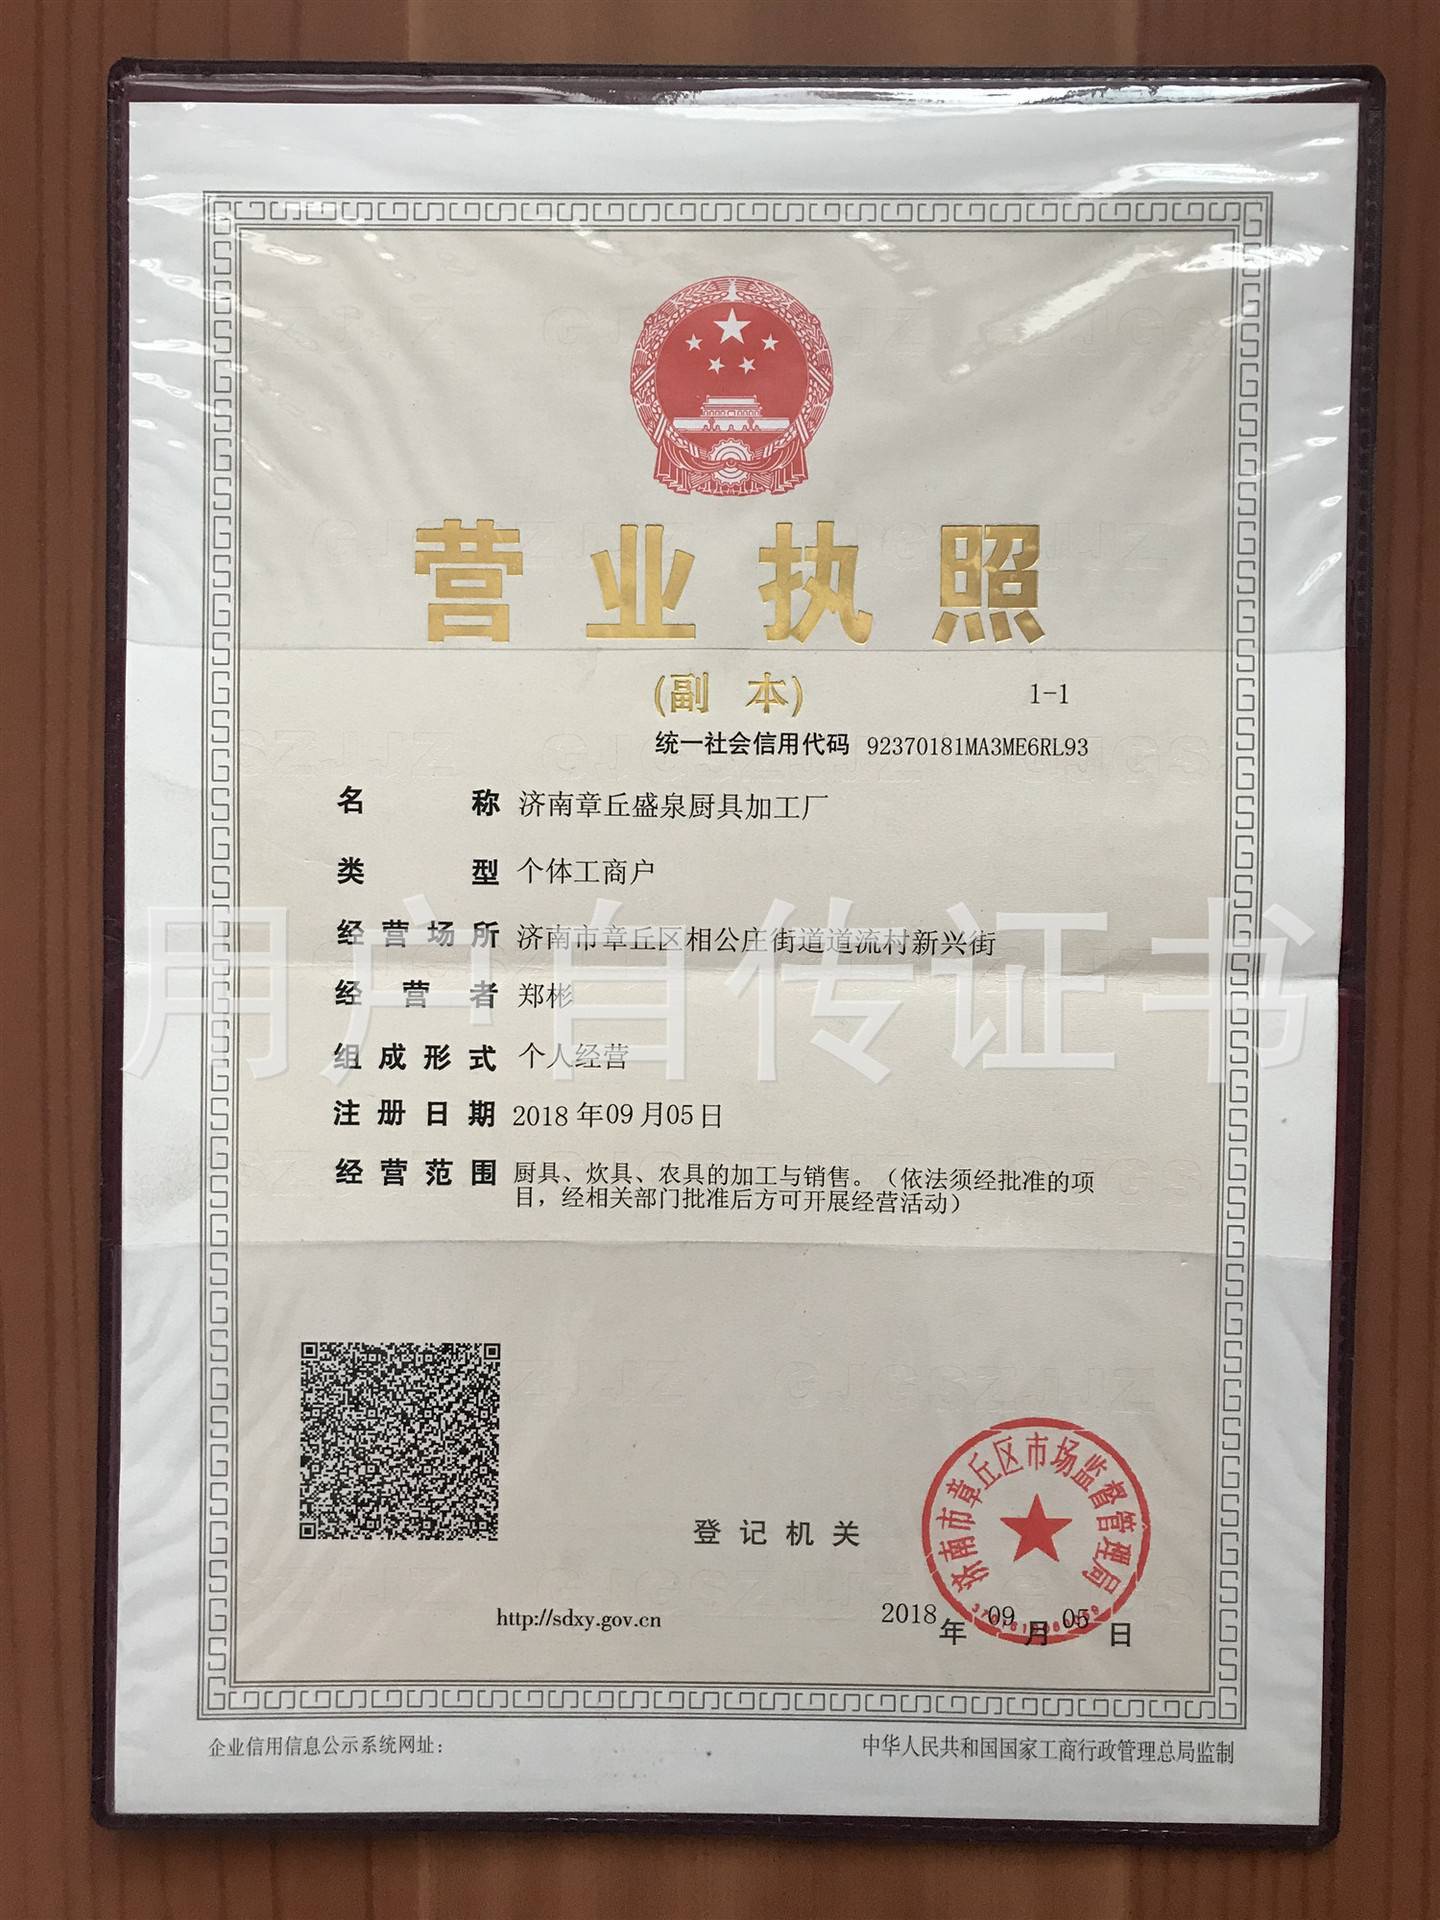 营业执照
(副 本)
1-1
统一社会信用代码 92370181MA3ME6RL93
名 称 济南章丘盛泉厨具加工厂
类 型 个体工商户
经营场所 济南市章丘区相公庄街道道流村新兴街
经 营 者 郑彬
组成形式 个人经营
注册日期 2018年09月05日
经营范围 厨具、炊具、农具的加工与销售。（依法须经批准的项
目，经相关部门批准后方可开展经营活动）
用户自传证书
登记机关
济南市章丘区市场监督管理局
2018年09月05日
http://sdxy.gov.cn
企业信用信息公示系统网址：
中华人民共和国国家工商行政管理总局监制